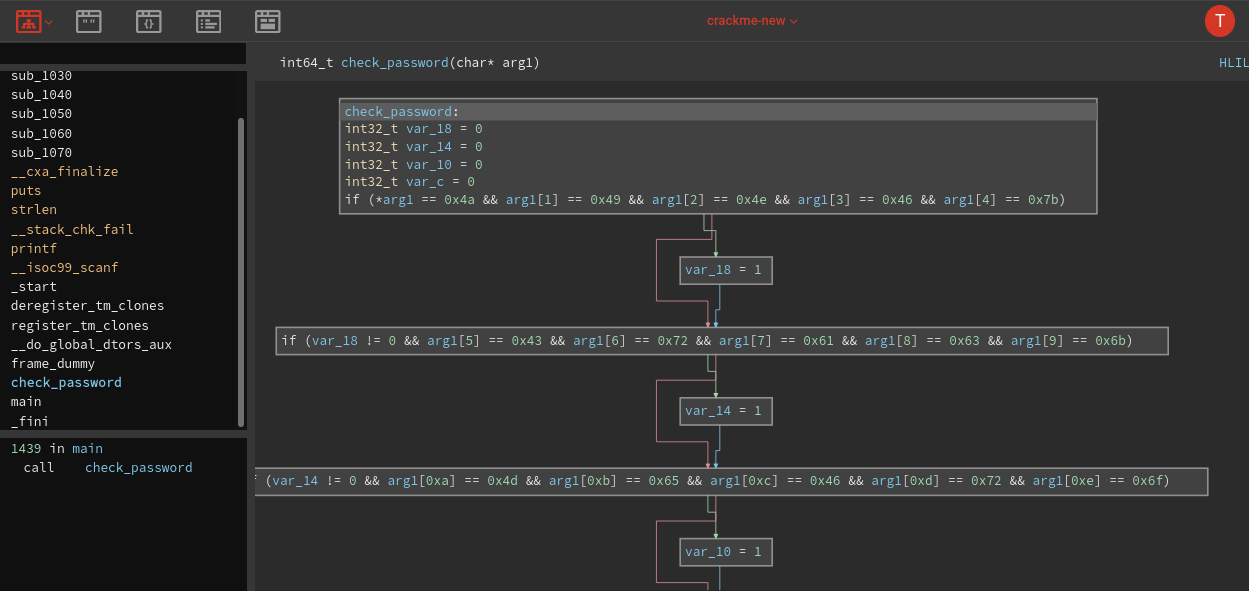 " "
{}
crackme-new
T
int64_t check_password(char* arg1)
HLIL
sub_1030
sub_1040
sub_1050
sub_1060
sub_1070
__cxa_finalize
puts
strlen
__stack_chk_fail
printf
__isoc99_scanf
_start
deregister_tm_clones
register_tm_clones
__do_global_dtors_aux
frame_dummy
check_password
main
_fini
1439 in main
call check_password
check_password:
int32_t var_18 = 0
int32_t var_14 = 0
int32_t var_10 = 0
int32_t var_c = 0
if (*arg1 == 0x4a && arg1[1] == 0x49 && arg1[2] == 0x4e && arg1[3] == 0x46 && arg1[4] == 0x7b)
var_18 = 1
if (var_18 != 0 && arg1[5] == 0x43 && arg1[6] == 0x72 && arg1[7] == 0x61 && arg1[8] == 0x63 && arg1[9] == 0x6b)
var_14 = 1
(var_14 != 0 && arg1[0xa] == 0x4d && arg1[0xb] == 0x65 && arg1[0xc] == 0x46 && arg1[0xd] == 0x72 && arg1[0xe] == 0x6f)
var_10 = 1